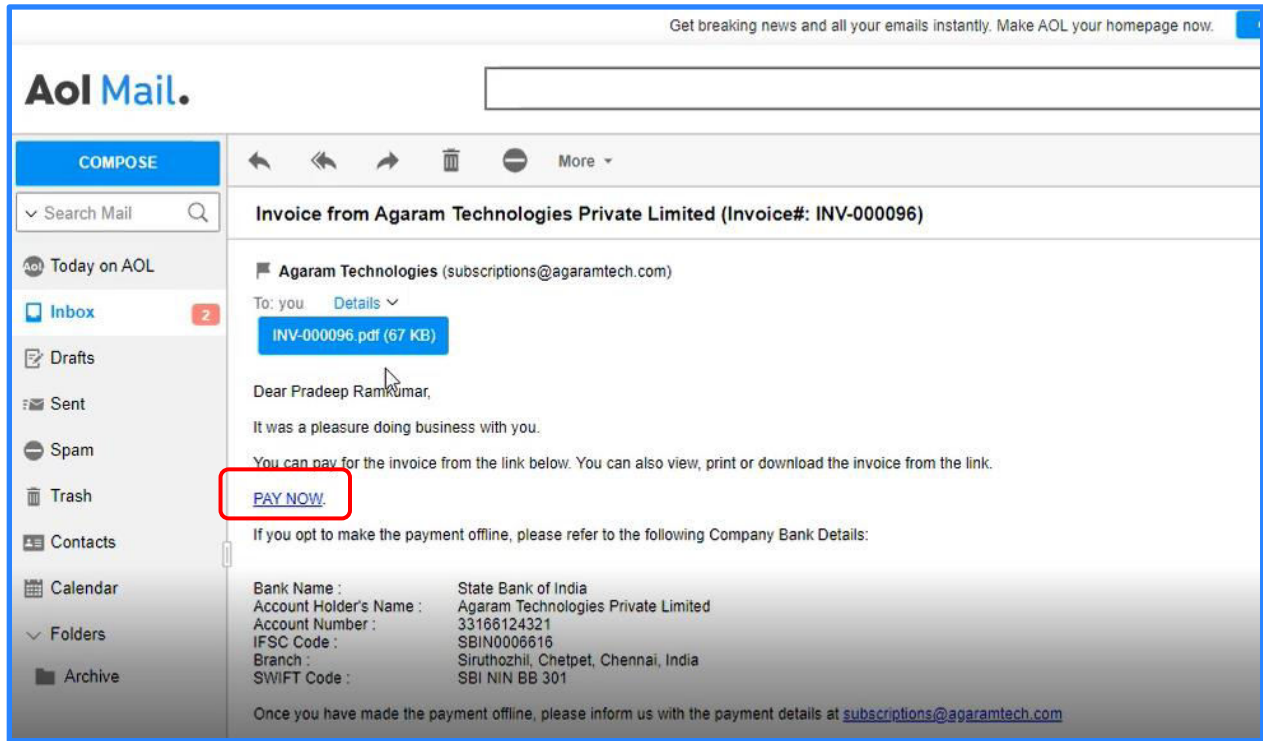 Get breaking news and all your emails instantly. Make AOL your homepage now.
Aol Mail.
COMPOSE
More
Search Mail
Invoice from Agaram Technologies Private Limited (Invoice#: INV-000096)
Aol Today on AOL
Agaram Technologies (subscriptions@agaramtech.com)
Inbox 2
To: you Details
INV-000096.pdf (67 KB)
Drafts
Dear Pradeep Ramkumar,
Sent
It was a pleasure doing business with you.
Spam
You can pay for the invoice from the link below. You can also view, print or download the invoice from the link.
Trash
PAY NOW.
Contacts
If you opt to make the payment offline, please refer to the following Company Bank Details:
Calendar
Bank Name : State Bank of India
Account Holder's Name : Agaram Technologies Private Limited
Account Number : 33166124321
Folders
IFSC Code : SBIN0006616
Branch : Siruthozhil, Chetpet, Chennai, India
Archive
SWIFT Code : SBI NIN BB 301
Once you have made the payment offline, please inform us with the payment details at subscriptions@agaramtech.com